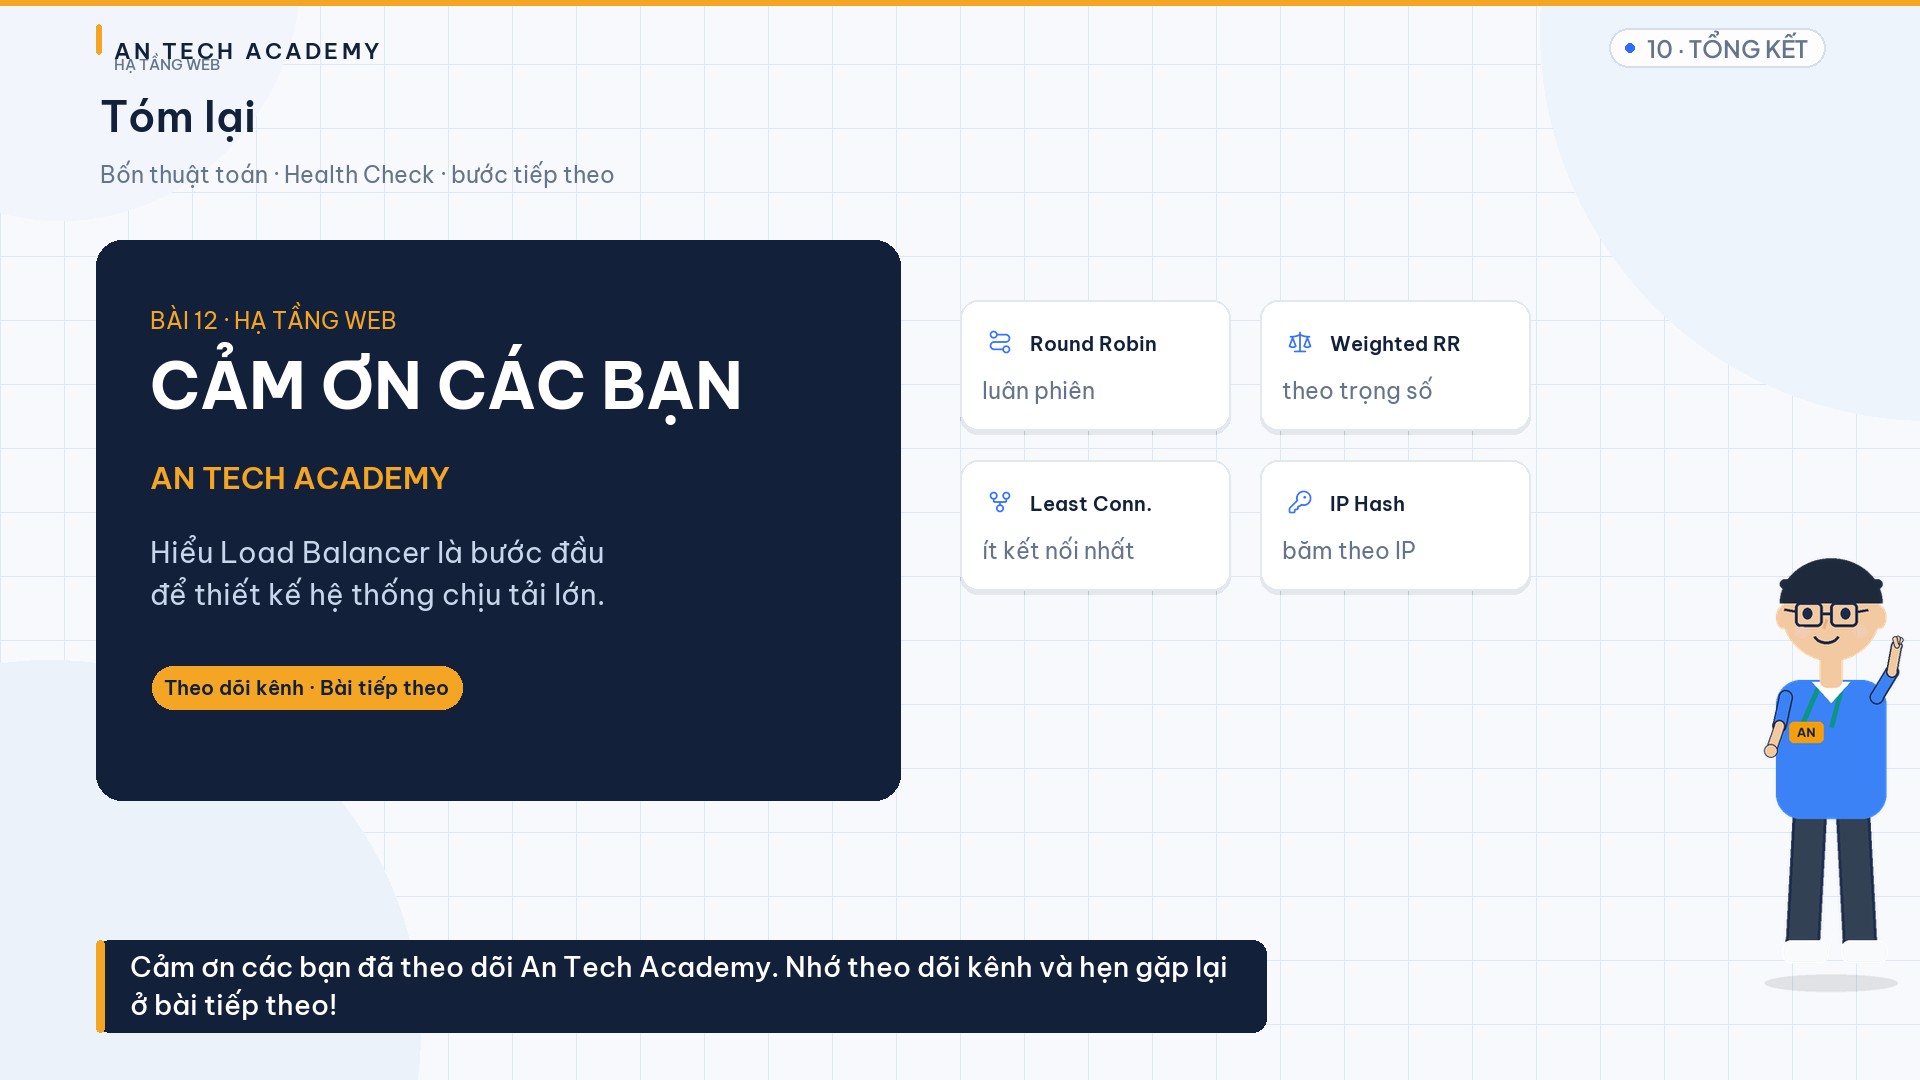 AN TECH ACADEMY
HẠ TẦNG WEB
10 · TỔNG KẾT
Tóm lại
Bốn thuật toán · Health Check · bước tiếp theo
BÀI 12 · HẠ TẦNG WEB
CẢM ƠN CÁC BẠN
AN TECH ACADEMY
Hiểu Load Balancer là bước đầu
để thiết kế hệ thống chịu tải lớn.
Theo dõi kênh · Bài tiếp theo
Round Robin
luân phiên
Weighted RR
theo trọng số
Least Conn.
ít kết nối nhất
IP Hash
băm theo IP
AN
Cảm ơn các bạn đã theo dõi An Tech Academy. Nhớ theo dõi kênh và hẹn gặp lại
ở bài tiếp theo!